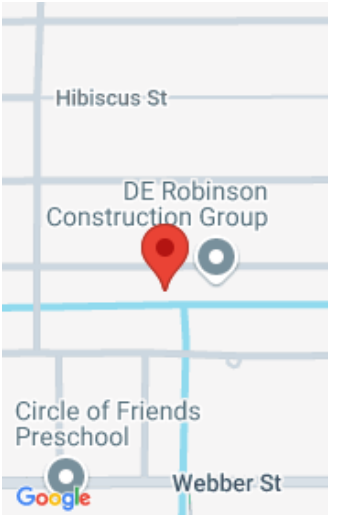 Hibiscus St
DE Robinson
Construction Group
Circle of Friends
Preschool
Google
Webber St